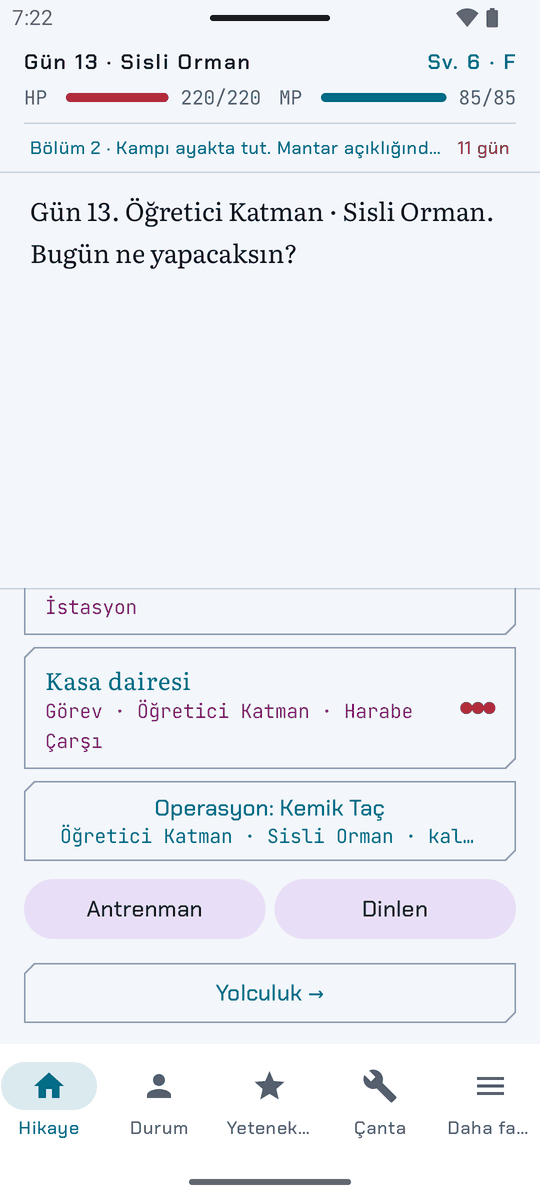 7:22
Gün 13 · Sisli Orman
Sv. 6 · F
HP 220/220 MP 85/85
Bölüm 2 · Kampı ayakta tut. Mantar açıklığınd… 11 gün
Gün 13. Öğretici Katman · Sisli Orman.
Bugün ne yapacaksın?
İstasyon
Kasa dairesi
Görev · Öğretici Katman · Harabe
Çarşı
Operasyon: Kemik Taç
Öğretici Katman · Sisli Orman · kal…
Antrenman
Dinlen
Yolculuk →
Hikaye
Durum
Yetenek…
Çanta
Daha fa…